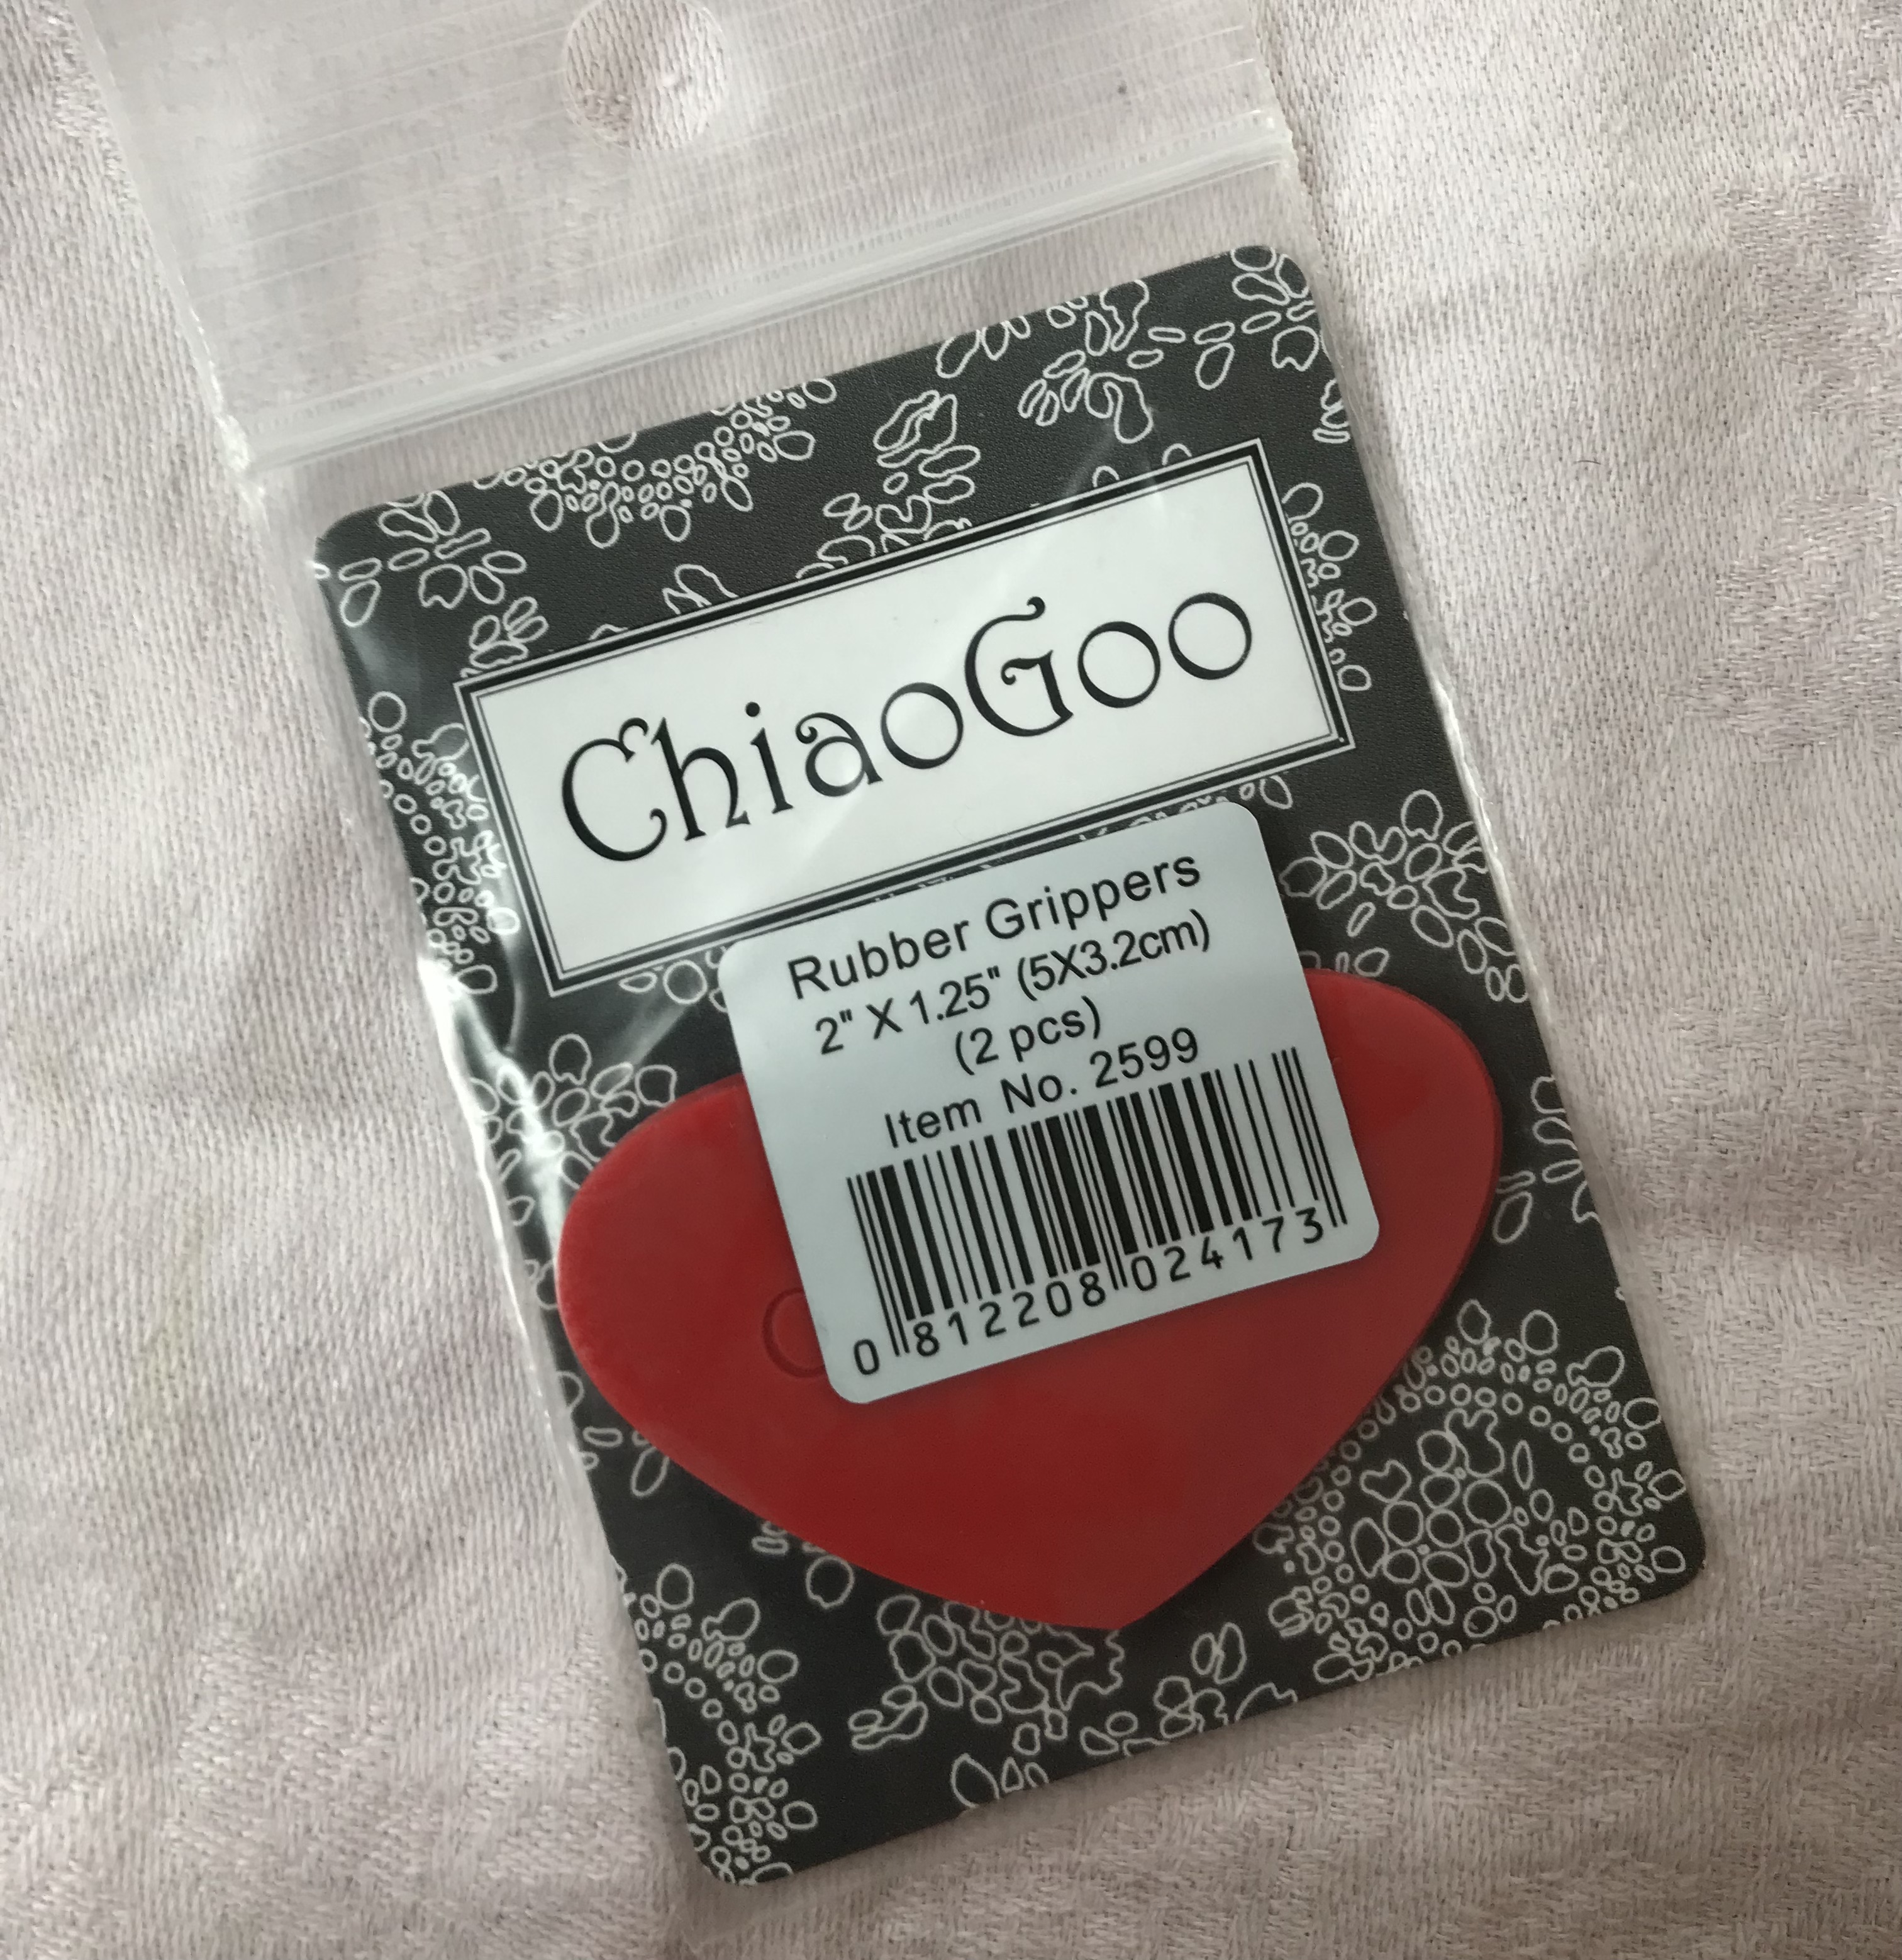 ChiaoGoo
Rubber Grippers
2" X 1.25" (5X3.2cm)
(2 pcs)
Item No. 2599
0 812208 024173